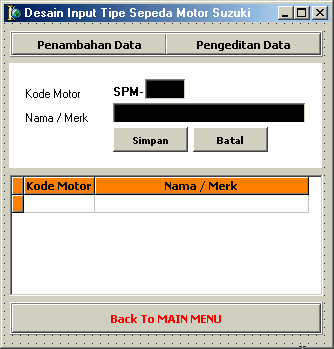 Desain Input Tipe Sepeda Motor Suzuki
Penambahan Data Pengeditan Data
Kode Motor SPM-
Nama / Merk
Simpan Batal
Kode Motor Nama / Merk
Back To MAIN MENU